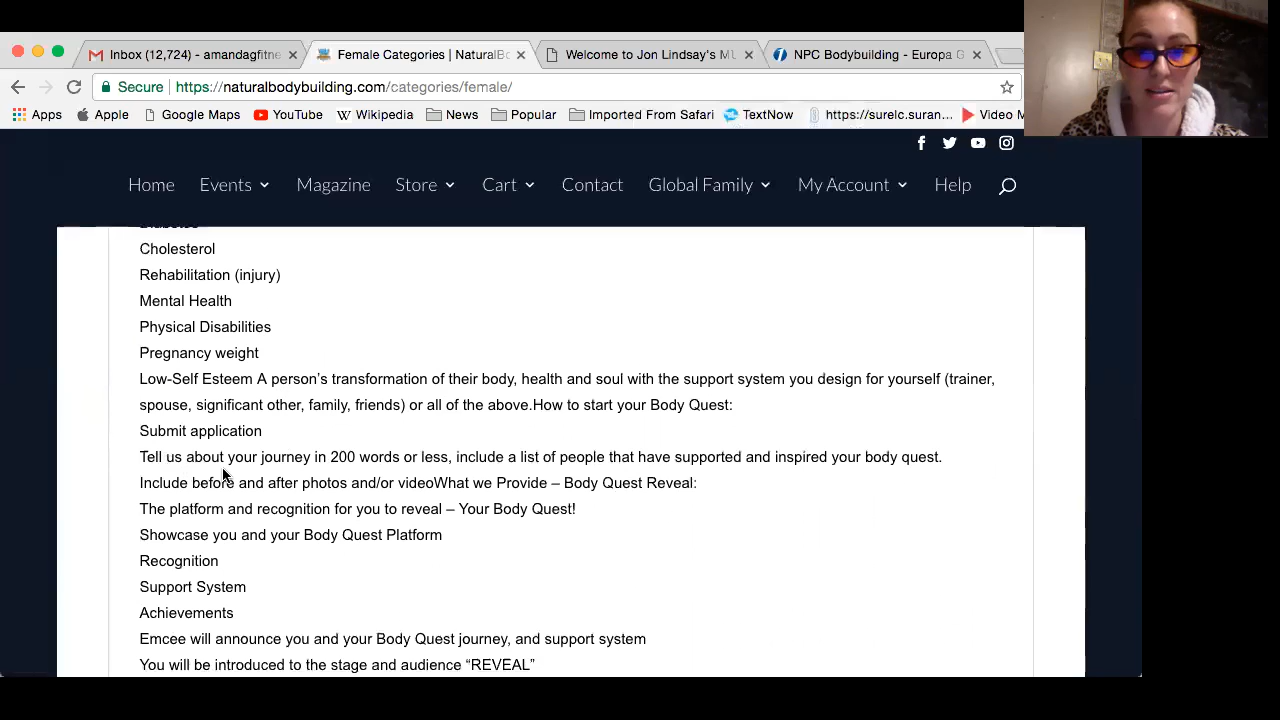 Inbox (12,724) - amandagfitne
Female Categories | NaturalBo
Welcome to Jon Lindsay's MU
NPC Bodybuilding - Europa G
Secure https://naturalbodybuilding.com/categories/female/
Apps Apple Google Maps YouTube Wikipedia News Popular Imported From Safari TextNow https://surelc.suran... Video M
Home Events Magazine Store Cart Contact Global Family My Account Help
Diabetes
Cholesterol
Rehabilitation (injury)
Mental Health
Physical Disabilities
Pregnancy weight
Low-Self Esteem A person's transformation of their body, health and soul with the support system you design for yourself (trainer,
spouse, significant other, family, friends) or all of the above.How to start your Body Quest:
Submit application
Tell us about your journey in 200 words or less, include a list of people that have supported and inspired your body quest.
Include before and after photos and/or videoWhat we Provide – Body Quest Reveal:
The platform and recognition for you to reveal – Your Body Quest!
Showcase you and your Body Quest Platform
Recognition
Support System
Achievements
Emcee will announce you and your Body Quest journey, and support system
You will be introduced to the stage and audience “REVEAL”